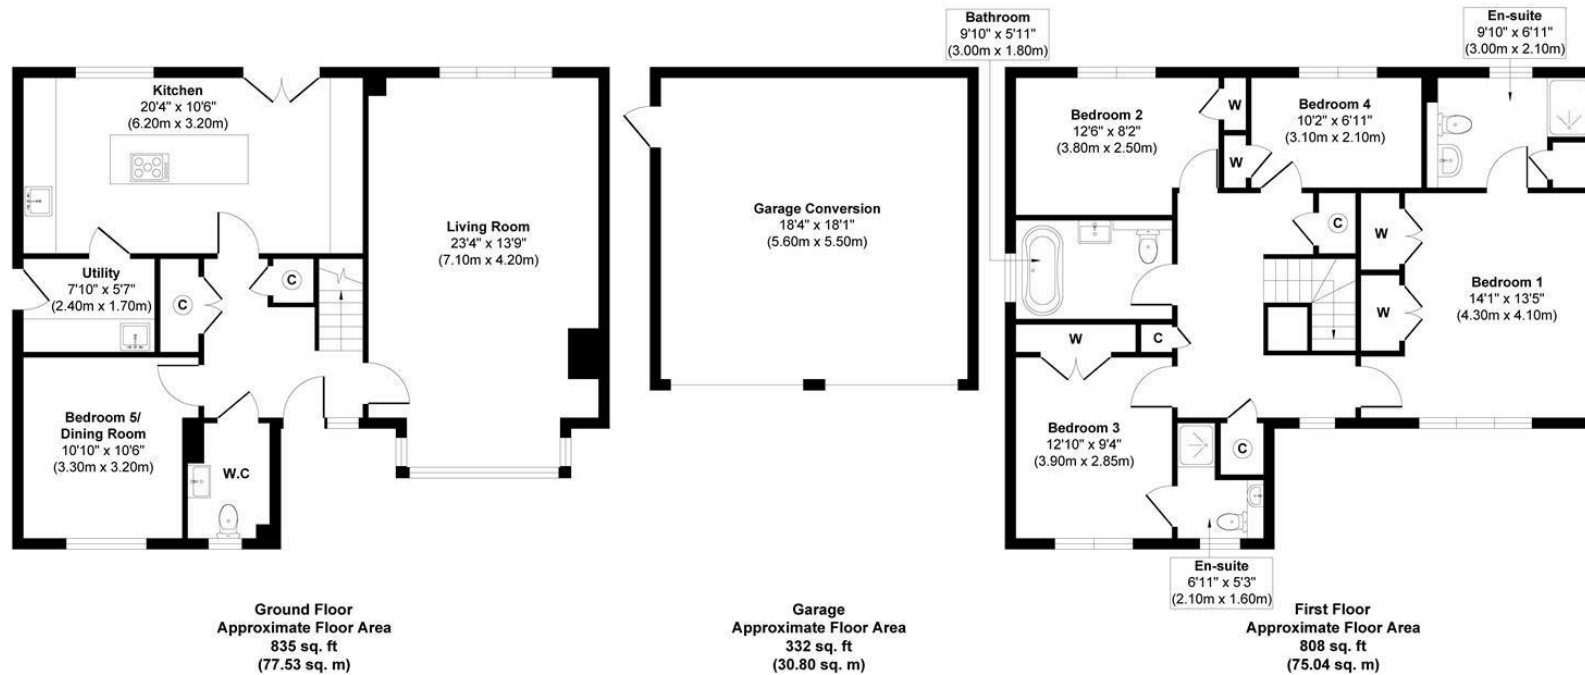 Kitchen
20'4" x 10'6"
(6.20m x 3.20m)
Living Room
23'4" x 13'9"
(7.10m x 4.20m)
Utility
7'10" x 5'7"
(2.40m x 1.70m)
C
C
Bedroom 5/
Dining Room
10'10" x 10'6"
(3.30m x 3.20m)
W.C
Ground Floor
Approximate Floor Area
835 sq. ft
(77.53 sq. m)
Garage Conversion
18'4" x 18'1"
(5.60m x 5.50m)
Garage
Approximate Floor Area
332 sq. ft
(30.80 sq. m)
Bathroom
9'10" x 5'11"
(3.00m x 1.80m)
En-suite
9'10" x 6'11"
(3.00m x 2.10m)
Bedroom 2
12'6" x 8'2"
(3.80m x 2.50m)
W
W
Bedroom 4
10'2" x 6'11"
(3.10m x 2.10m)
C
W
W
Bedroom 1
14'1" x 13'5"
(4.30m x 4.10m)
W
C
Bedroom 3
12'10" x 9'4"
(3.90m x 2.85m)
C
En-suite
6'11" x 5'3"
(2.10m x 1.60m)
First Floor
Approximate Floor Area
808 sq. ft
(75.04 sq. m)